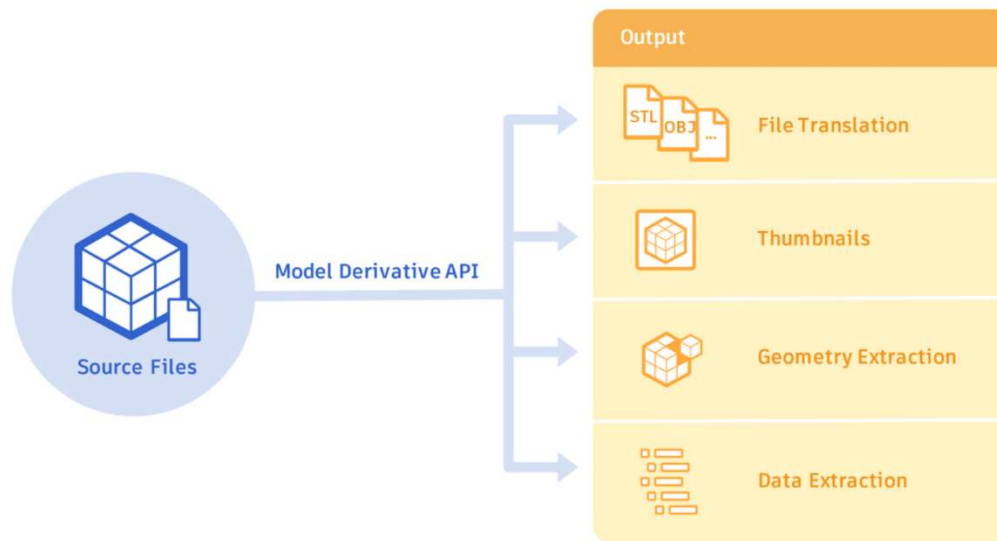 Output
STL
OBJ
...
File Translation
Thumbnails
Model Derivative API
Source Files
Geometry Extraction
Data Extraction